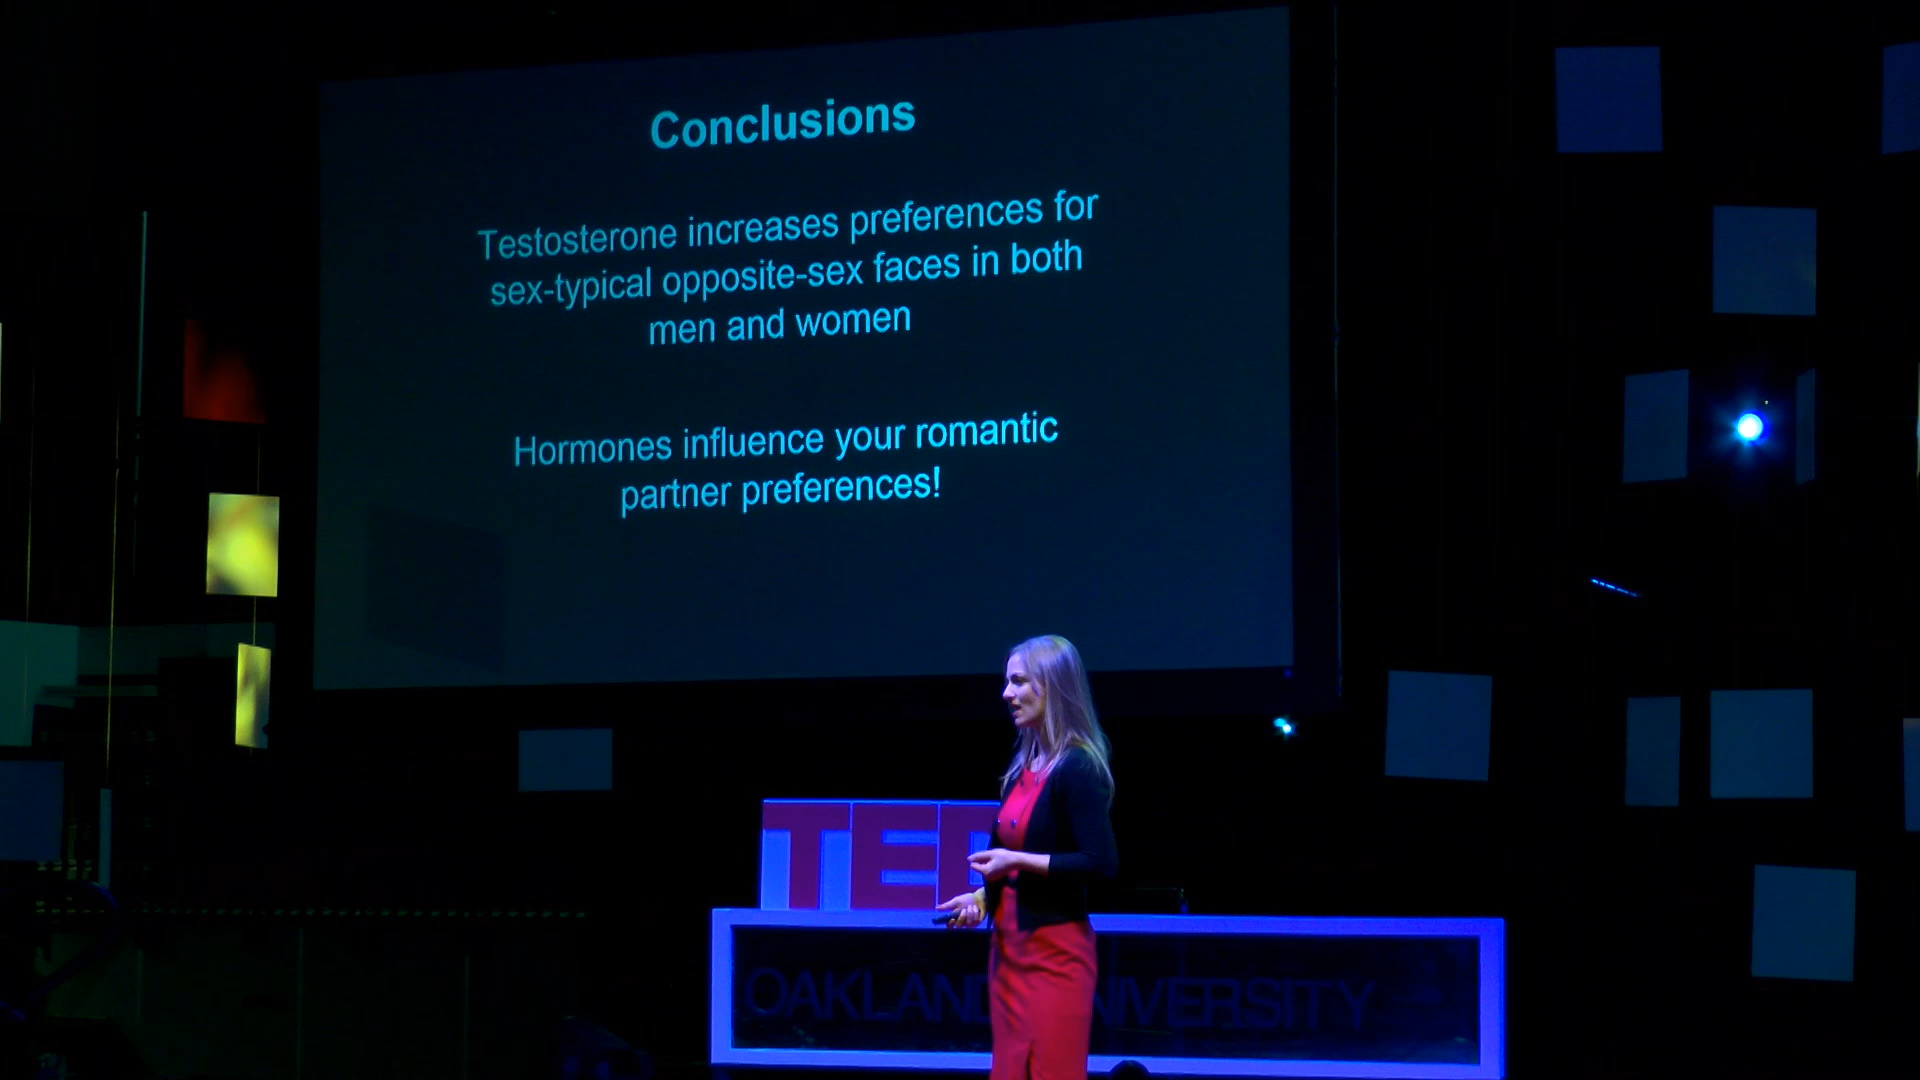 Conclusions
Testosterone increases preferences for
sex-typical opposite-sex faces in both
men and women
Hormones influence your romantic
partner preferences!
TED
OAKLAND UNIVERSITY